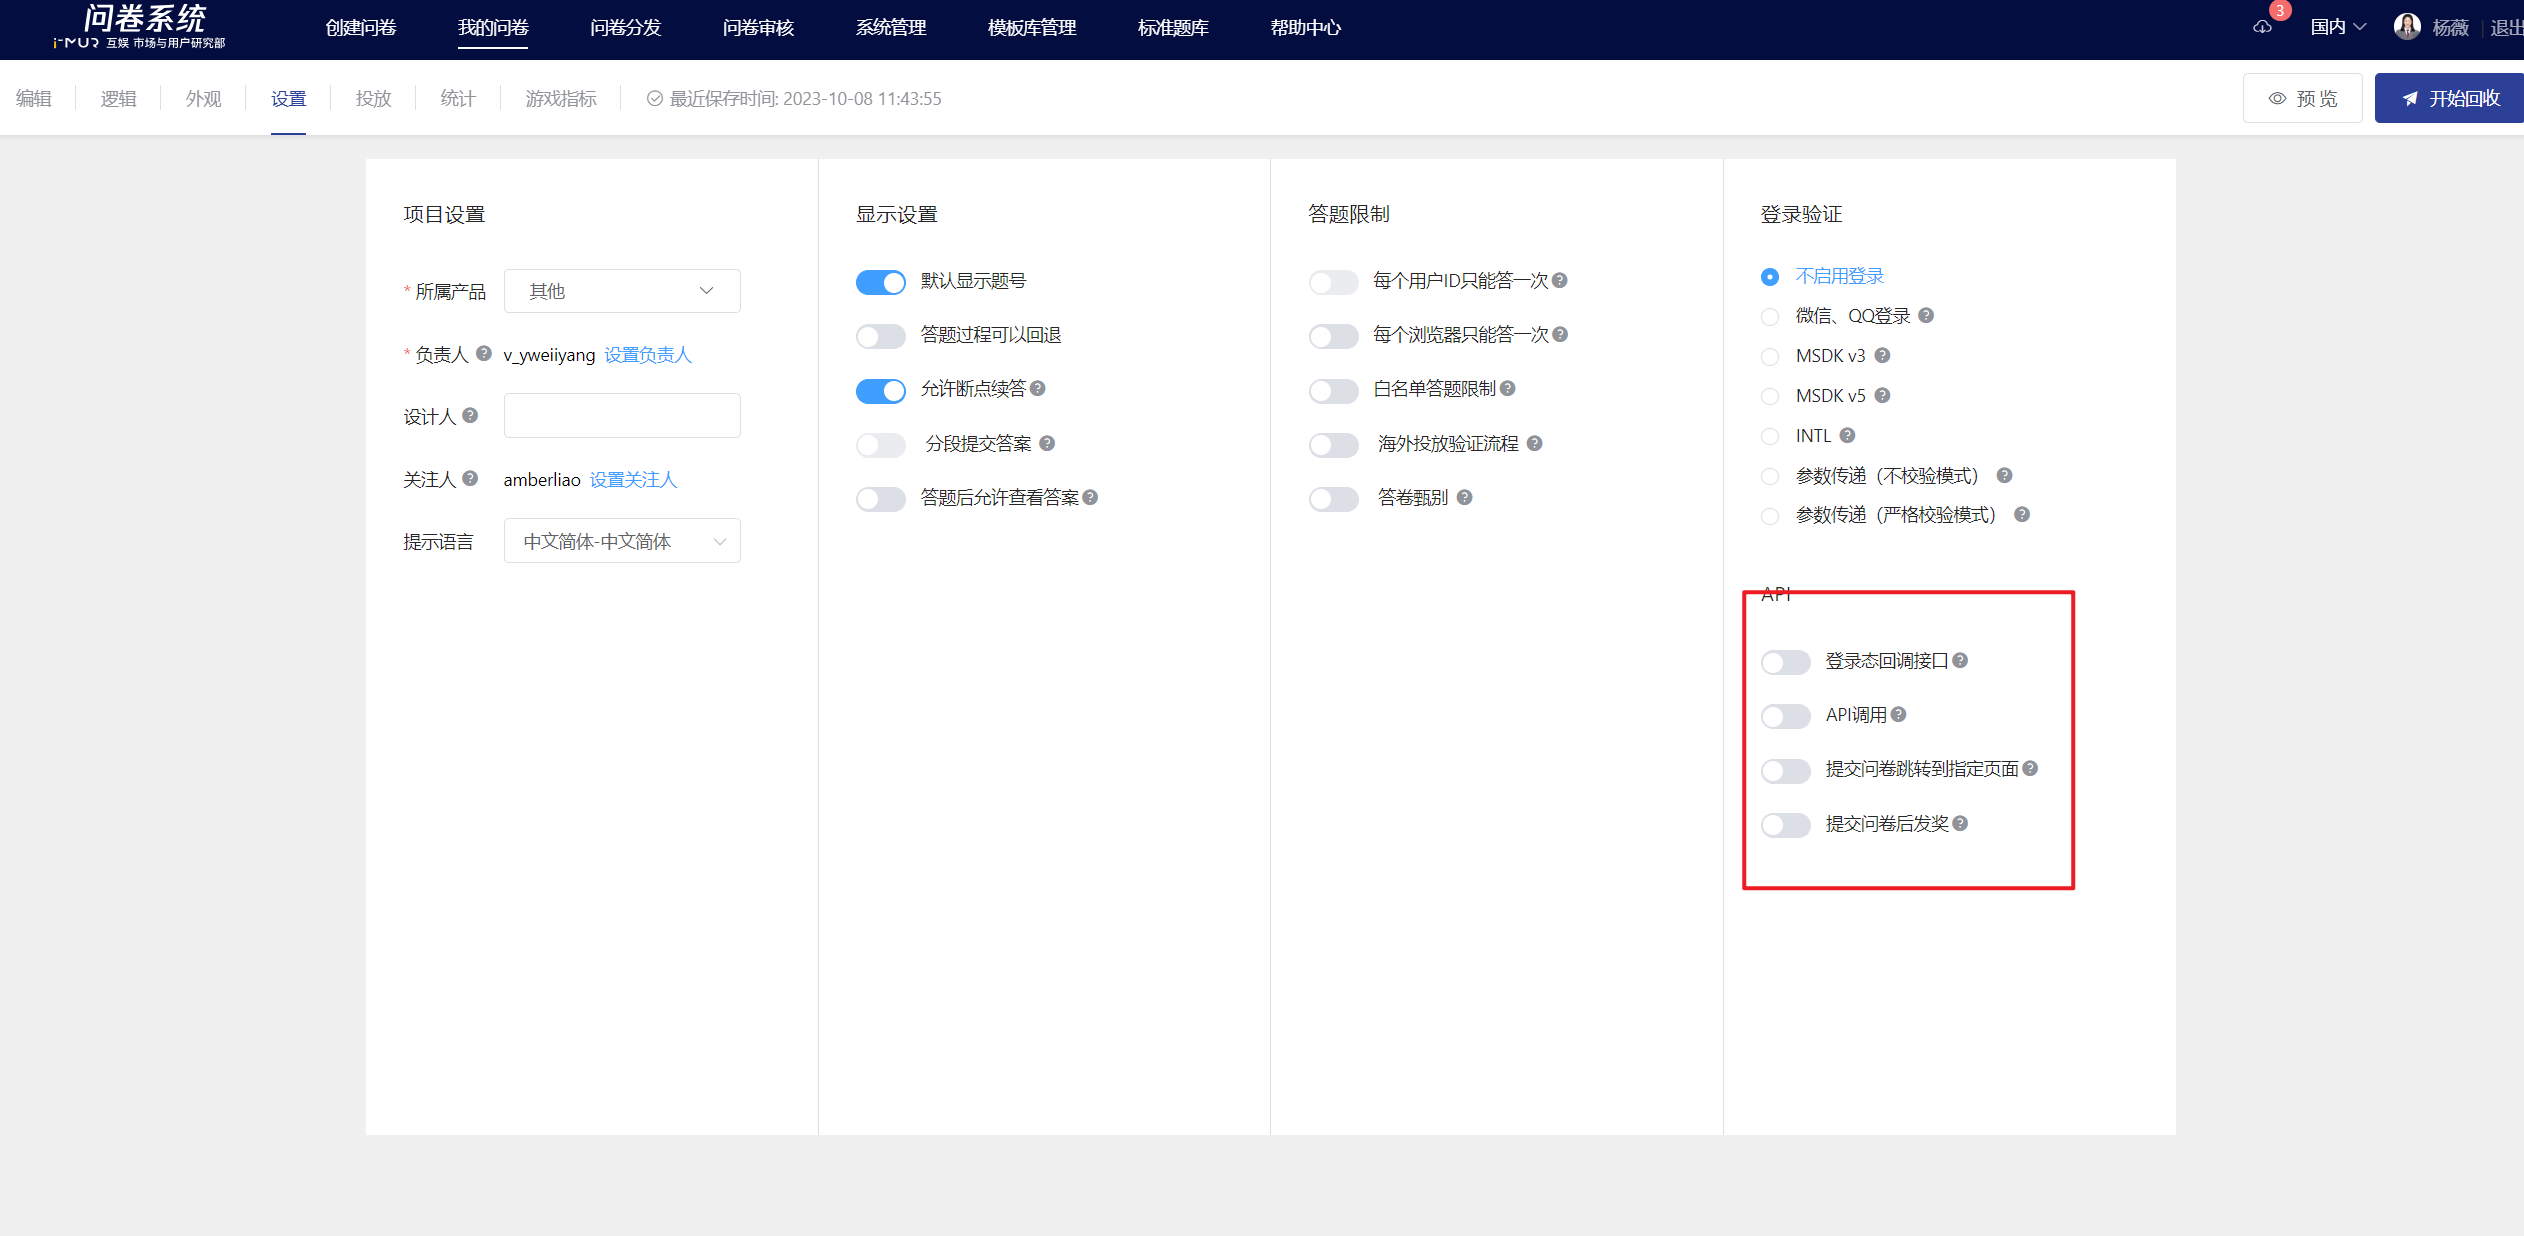 问卷系统
i-MUR 互娱 市场与用户研究部
创建问卷 我的问卷 问卷分发 问卷审核 系统管理 模板库管理 标准题库 帮助中心
3
国内 杨薇 退出
编辑 逻辑 外观 设置 投放 统计 游戏指标 最近保存时间: 2023-10-08 11:43:55
预 览 开始回收
项目设置
* 所属产品 其他
* 负责人 v_yweiiyang 设置负责人
设计人
关注人 amberliao 设置关注人
提示语言 中文简体-中文简体
显示设置
默认显示题号
答题过程可以回退
允许断点续答
分段提交答案
答题后允许查看答案
答题限制
每个用户ID只能答一次
每个浏览器只能答一次
白名单答题限制
海外投放验证流程
答卷甄别
登录验证
不启用登录
微信、QQ登录
MSDK v3
MSDK v5
INTL
参数传递（不校验模式）
参数传递（严格校验模式）
API
登录态回调接口
API调用
提交问卷跳转到指定页面
提交问卷后发奖